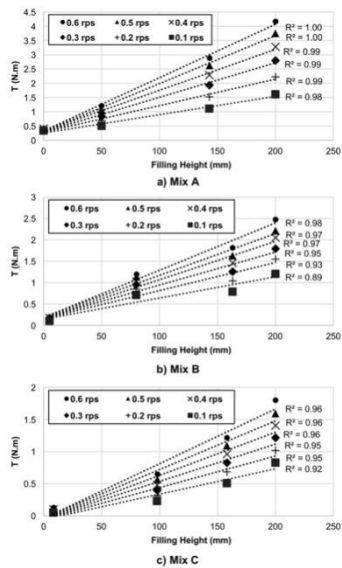 ● 0.6 rps ▲ 0.5 rps × 0.4 rps
◆ 0.3 rps + 0.2 rps ■ 0.1 rps
T (N.m)
4.5
4
3.5
3
2.5
2
1.5
1
0.5
0
R² = 1.00
R² = 1.00
R² = 0.99
R² = 0.99
R² = 0.99
R² = 0.98
0 50 100 150 200 250
Filling Height (mm)
a) Mix A
● 0.6 rps ▲ 0.5 rps × 0.4 rps
◆ 0.3 rps + 0.2 rps ■ 0.1 rps
T (N.m)
3
2.5
2
1.5
1
0.5
0
R² = 0.98
R² = 0.97
R² = 0.97
R² = 0.95
R² = 0.93
R² = 0.89
0 50 100 150 200 250
Filling Height (mm)
b) Mix B
● 0.6 rps ▲ 0.5 rps × 0.4 rps
◆ 0.3 rps + 0.2 rps ■ 0.1 rps
T (N.m)
2
1.5
1
0.5
0
R² = 0.96
R² = 0.96
R² = 0.96
R² = 0.95
R² = 0.95
R² = 0.92
0 50 100 150 200 250
Filling Height (mm)
c) Mix C